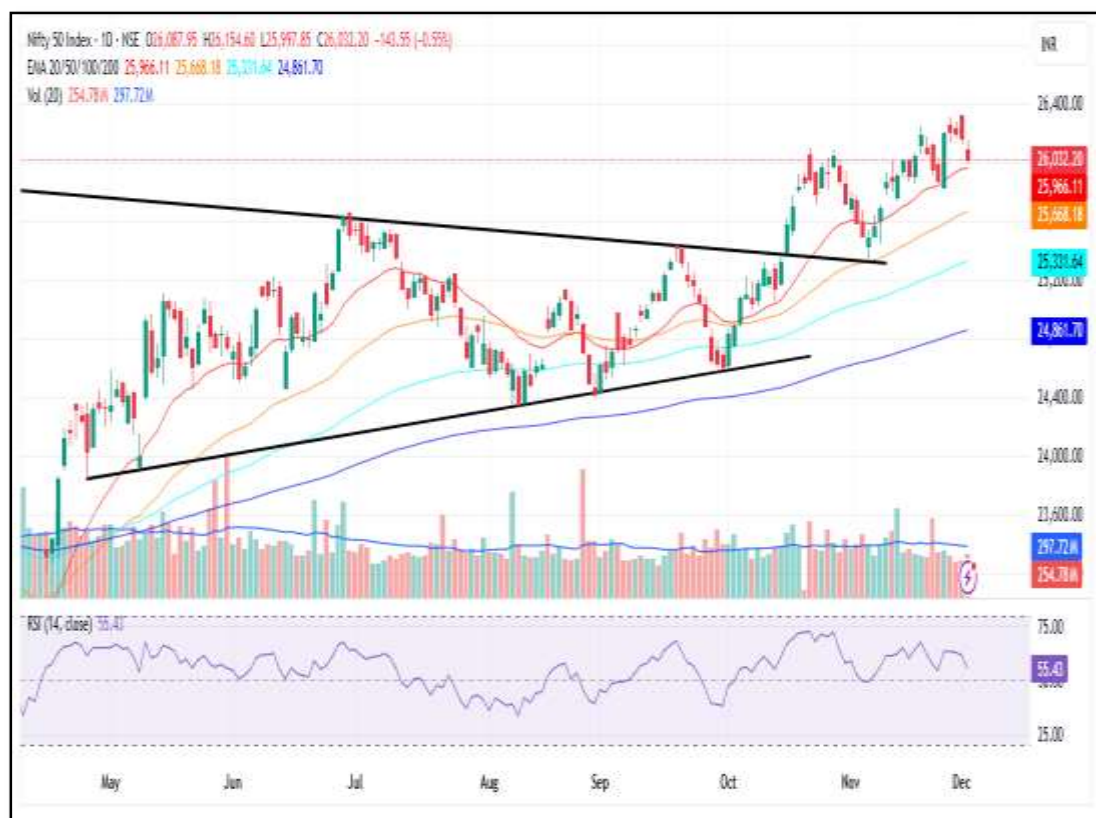 Nifty 50 Index · 1D · NSE O26,087.95 H26,154.60 L25,997.85 C26,032.20 −143.55 (−0.55%)
INR
EMA 20/50/100/200 25,966.11 25,668.18 25,331.64 24,861.70
Vol (20) 254.78M 297.72M
26,400.00
26,032.20
25,966.11
25,668.18
25,331.64
24,861.70
24,400.00
24,000.00
23,600.00
297.72M
254.78M
RSI (14, close) 55.43
75.00
55.43
25.00
May Jun Jul Aug Sep Oct Nov Dec